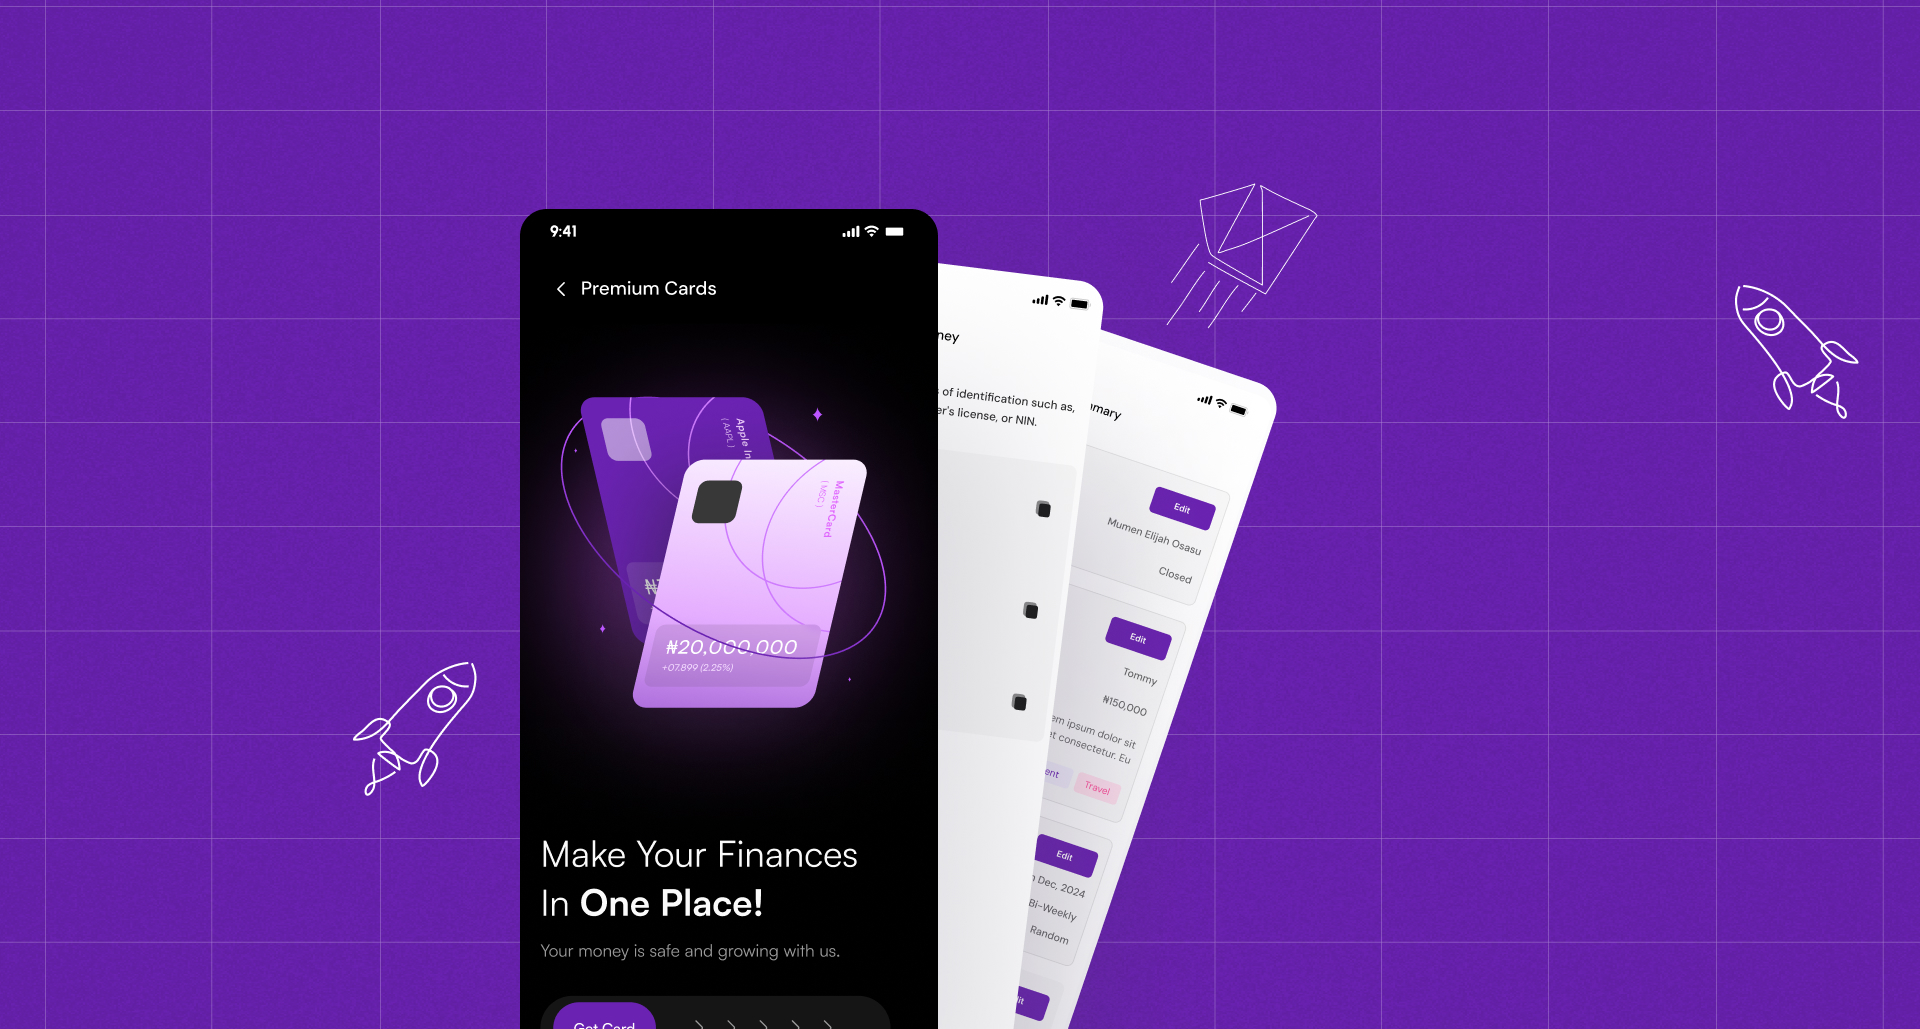 9:41
Premium Cards
Apple In
( AAPL )
MasterCard
( MSC )
₦
₦20,000,000
+07.899 (2.25%)
Make Your Finances
In One Place!
Your money is safe and growing with us.
Get Card
ney
of identification such as,
er's license, or NIN.
mary
Edit
Mumen Elijah Osasu
Closed
Edit
Tommy
₦150,000
em ipsum dolor sit
et consectetur. Eu
ent
Travel
Edit
Dec, 2024
Bi-Weekly
Random
dit